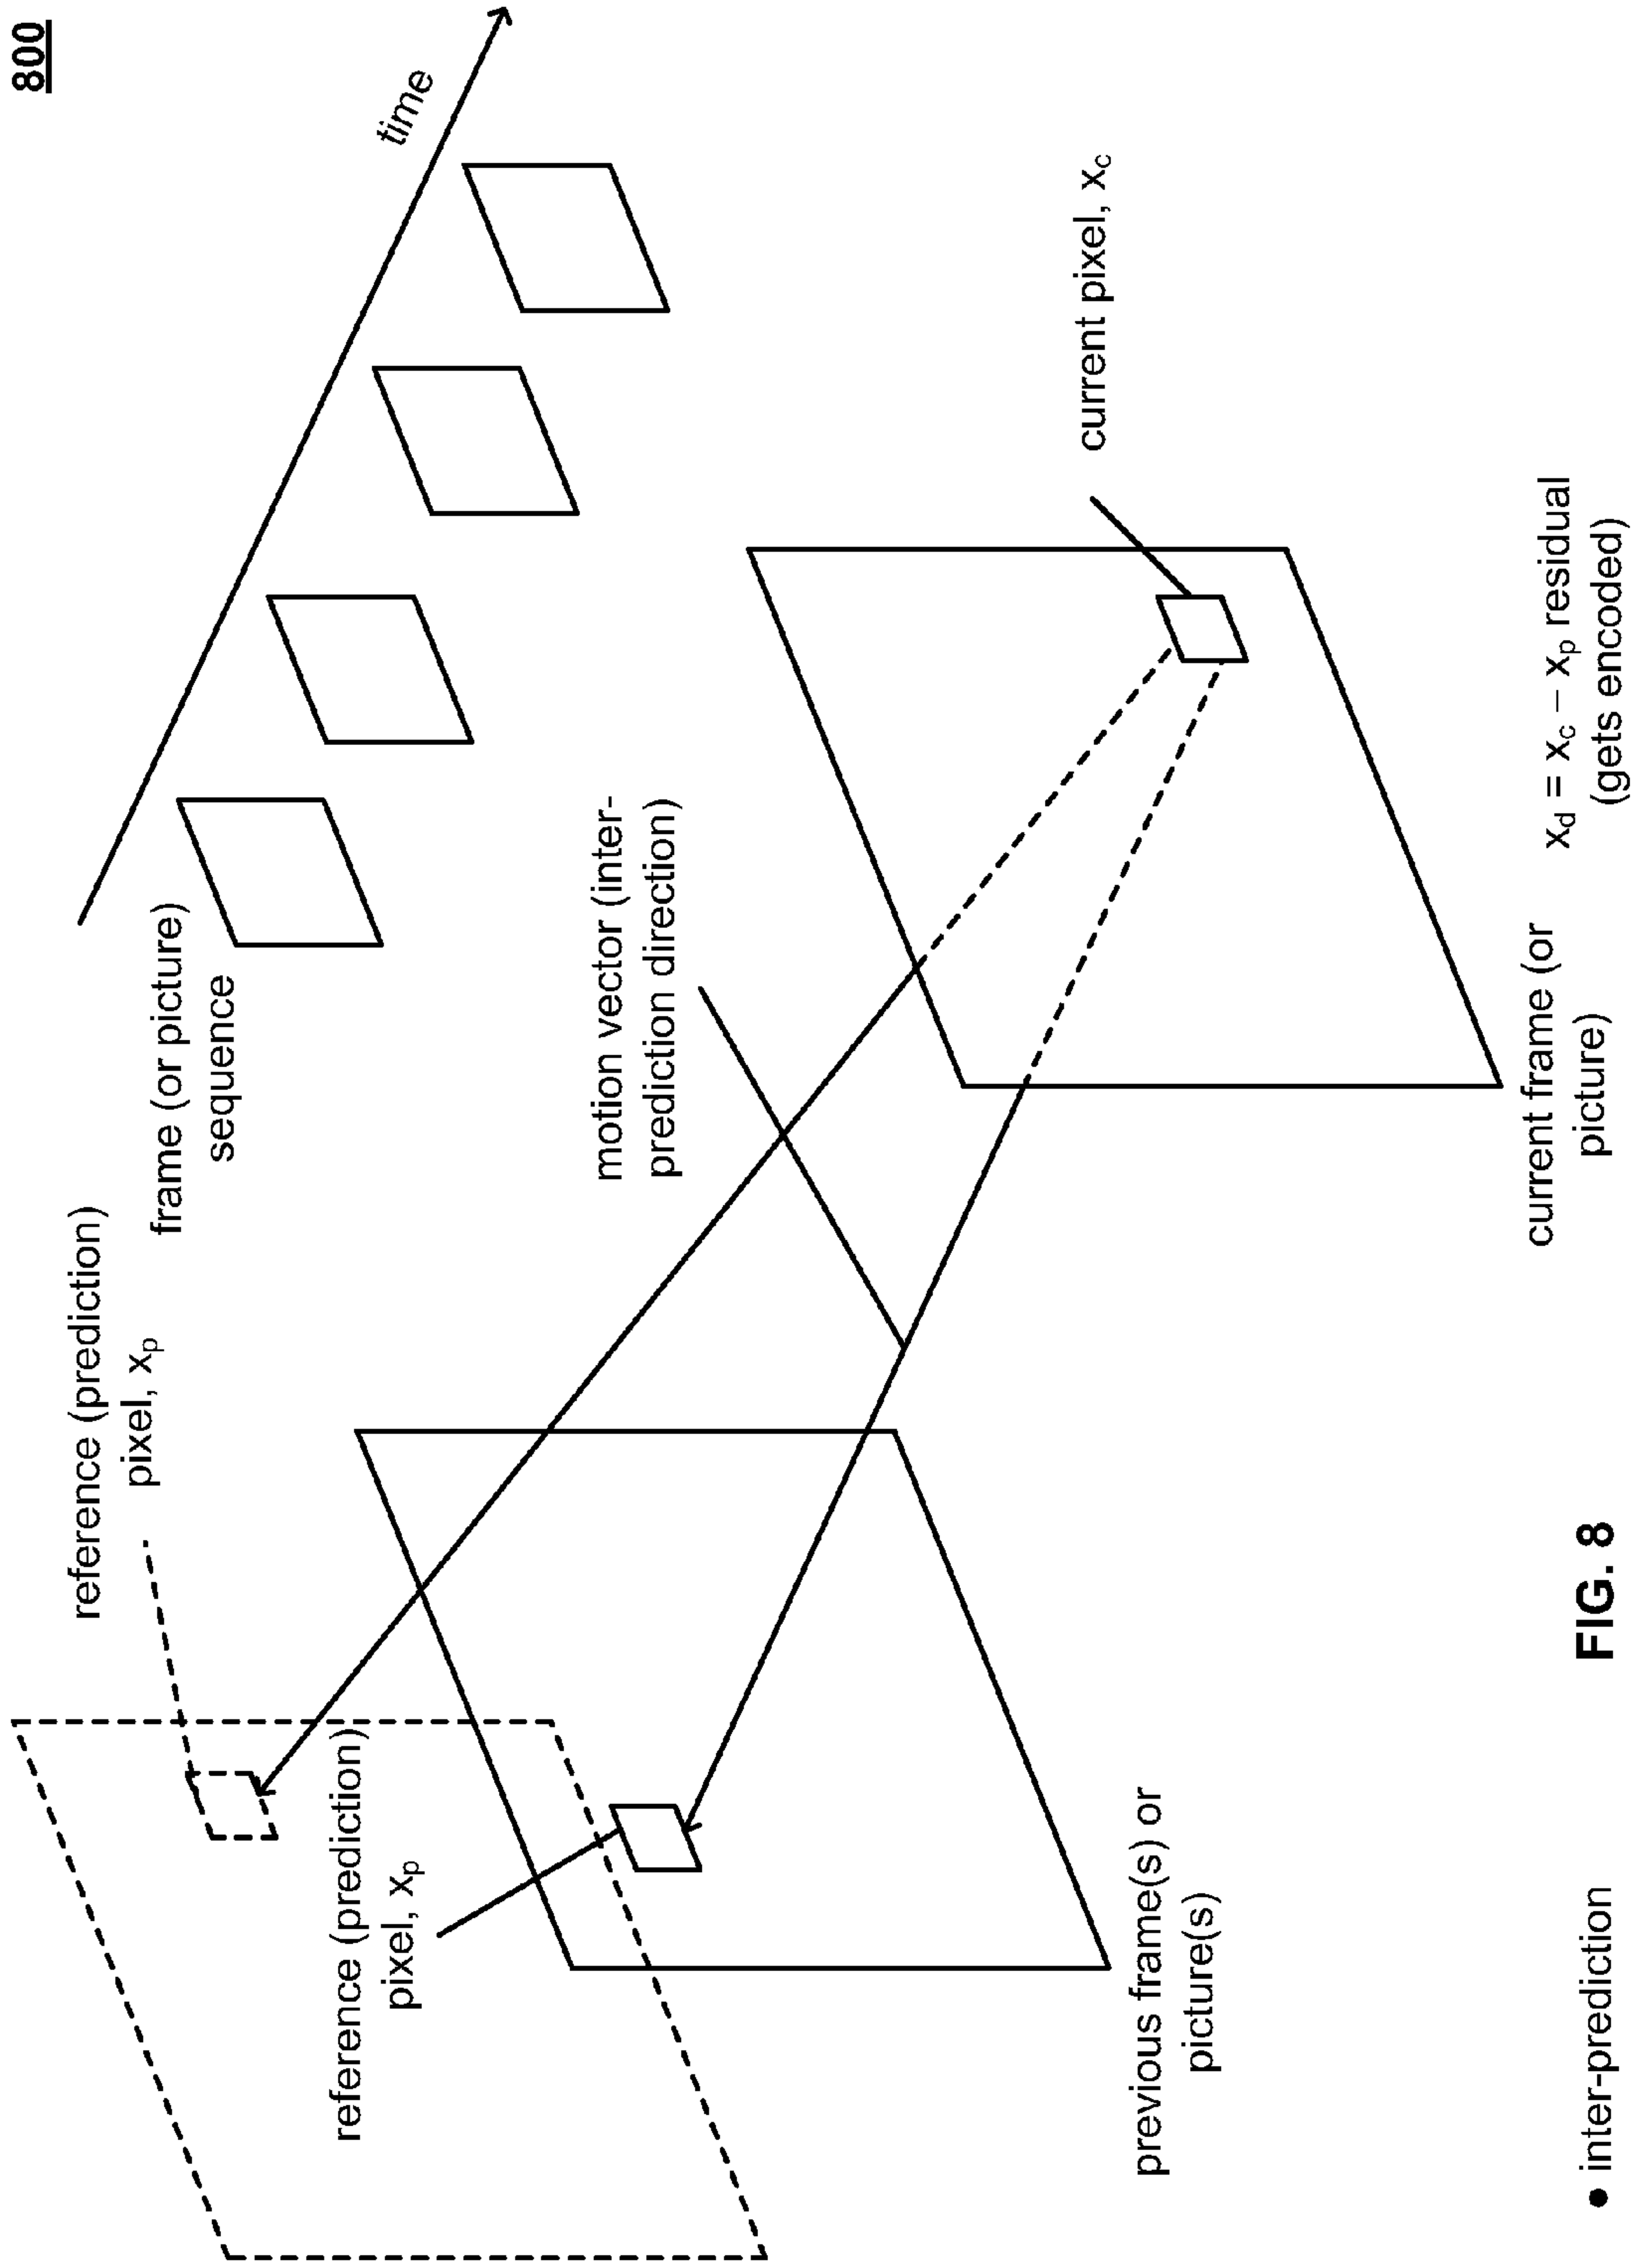 800
time
frame (or picture)
sequence
reference (prediction)
pixel, xp
reference (prediction)
pixel, xp
motion vector (inter-
prediction direction)
current pixel, xc
previous frame(s) or
picture(s)
current frame (or
picture)
xd = xc – xp residual
(gets encoded)
• inter-prediction
FIG. 8